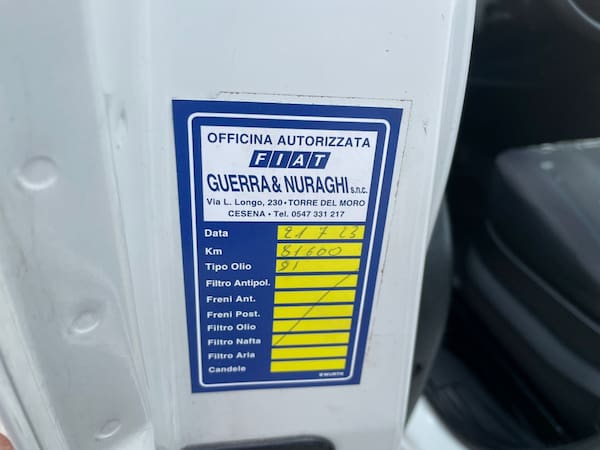 OFFICINA AUTORIZZATA
FIAT
GUERRA & NURAGHI s.n.c.
Via L. Longo, 230 • TORRE DEL MORO
CESENA • Tel. 0547 331 217
Data 21 7 23
Km 81600
Tipo Olio
Filtro Antipol.
Freni Ant.
Freni Post.
Filtro Olio
Filtro Nafta
Filtro Aria
Candele
WÜRTH